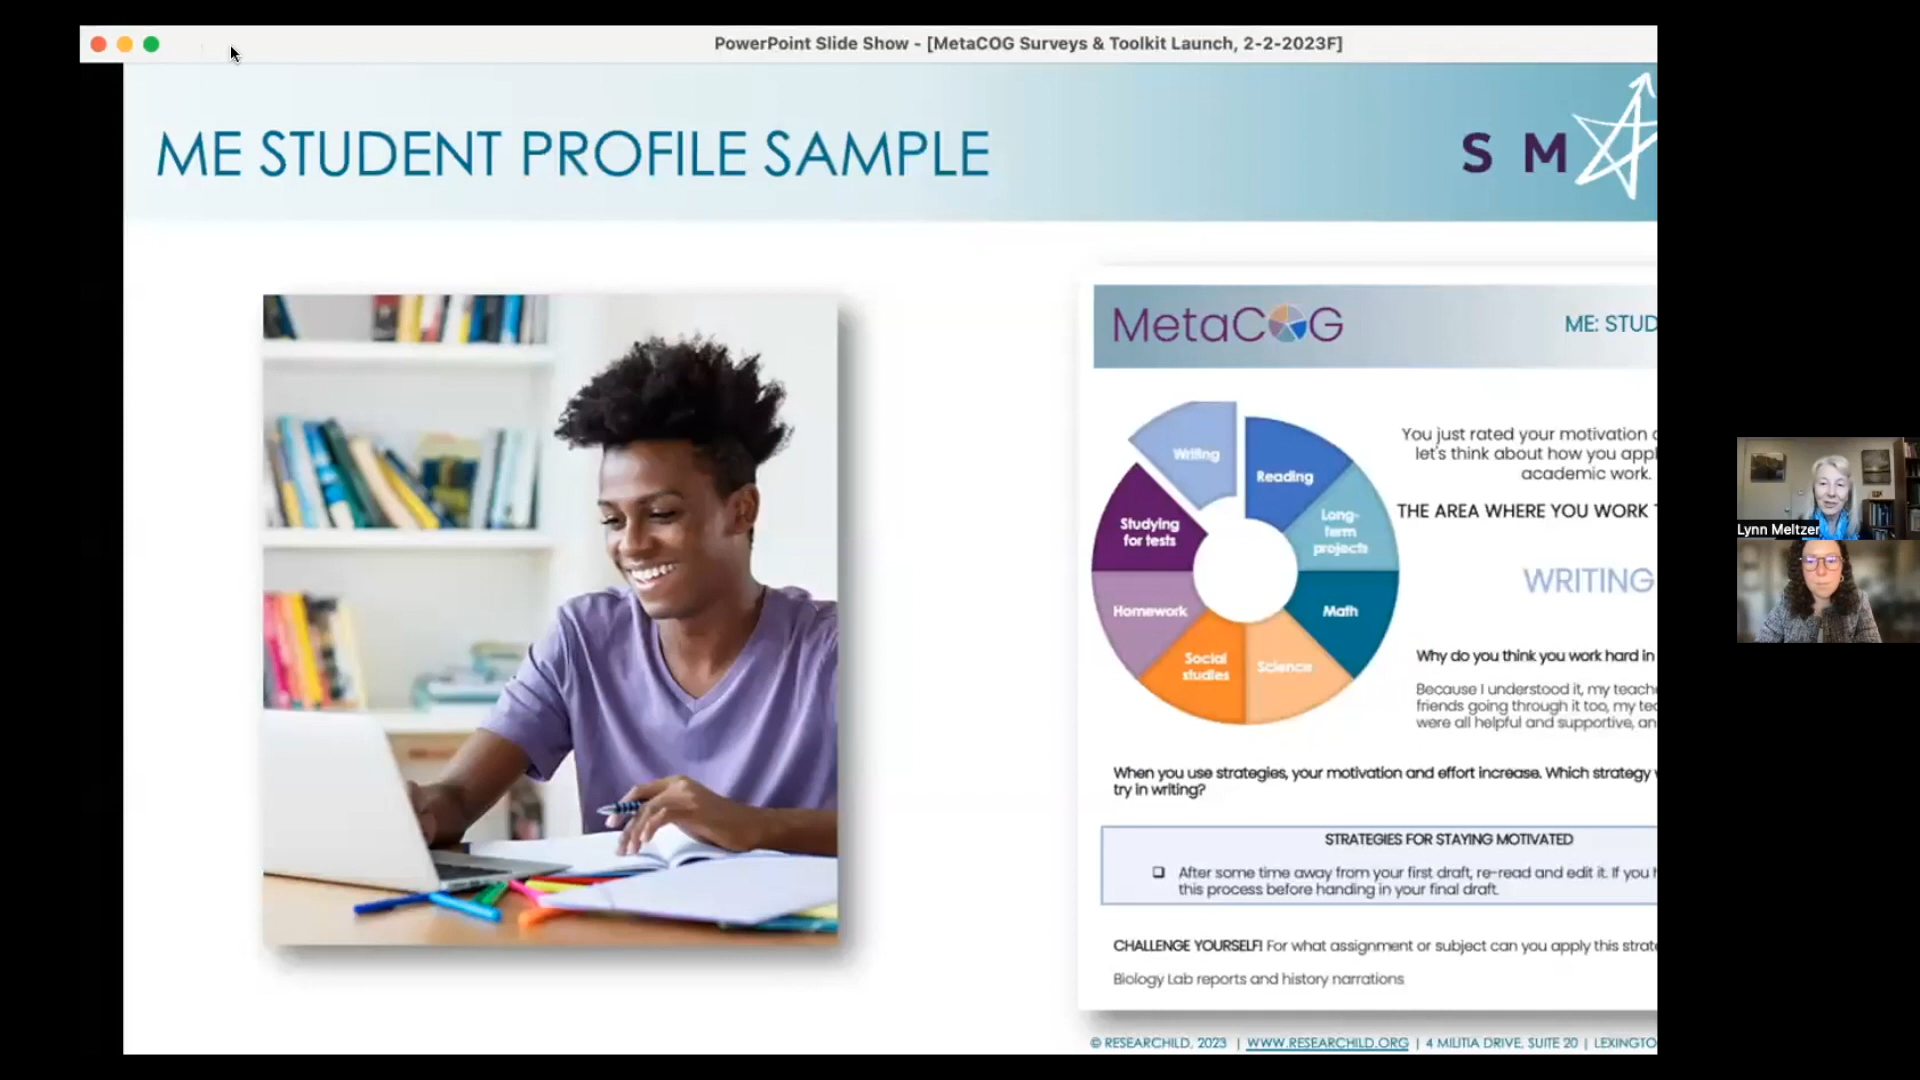 PowerPoint Slide Show - [MetaCOG Surveys & Toolkit Launch, 2-2-2023F]
ME STUDENT PROFILE SAMPLE
S M
MetaCOG
ME: STUD
Writing
Reading
Long-
term
projects
Math
Science
Social
studies
Homework
Studying
for tests
You just rated your motivation
let's think about how you appl
academic work.
THE AREA WHERE YOU WORK
WRITING
Why do you think you work hard in
Because I understood it, my teach
friends going through it too, my tea
were all helpful and supportive, an
When you use strategies, your motivation and effort increase. Which strategy
try in writing?
STRATEGIES FOR STAYING MOTIVATED
After some time away from your first draft, re-read and edit it. If you
this process before handing in your final draft.
CHALLENGE YOURSELF! For what assignment or subject can you apply this strat
Biology Lab reports and history narrations
© RESEARCHILD, 2023 | WWW.RESEARCHILD.ORG | 4 MILITIA DRIVE, SUITE 20 | LEXINGTO
Lynn Meltzer